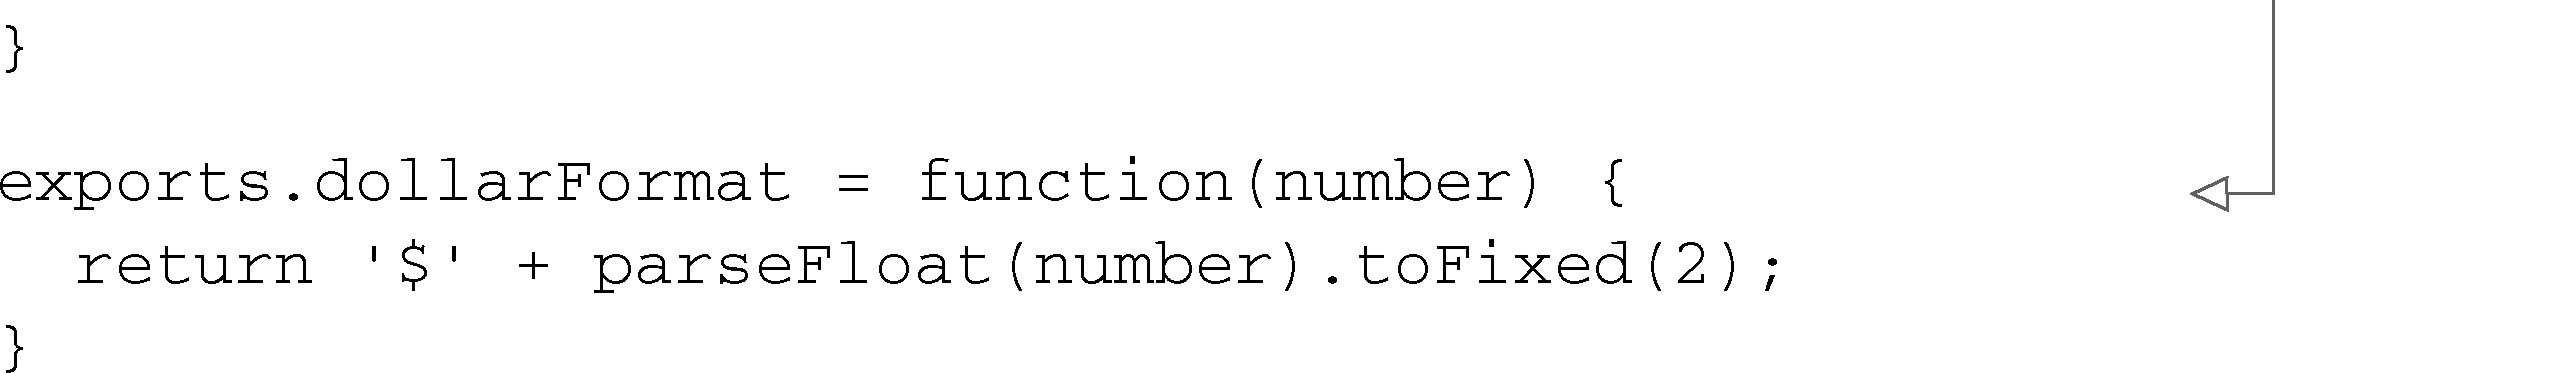 }
exports.dollarFormat = function(number) {
  return '$' + parseFloat(number).toFixed(2);
}